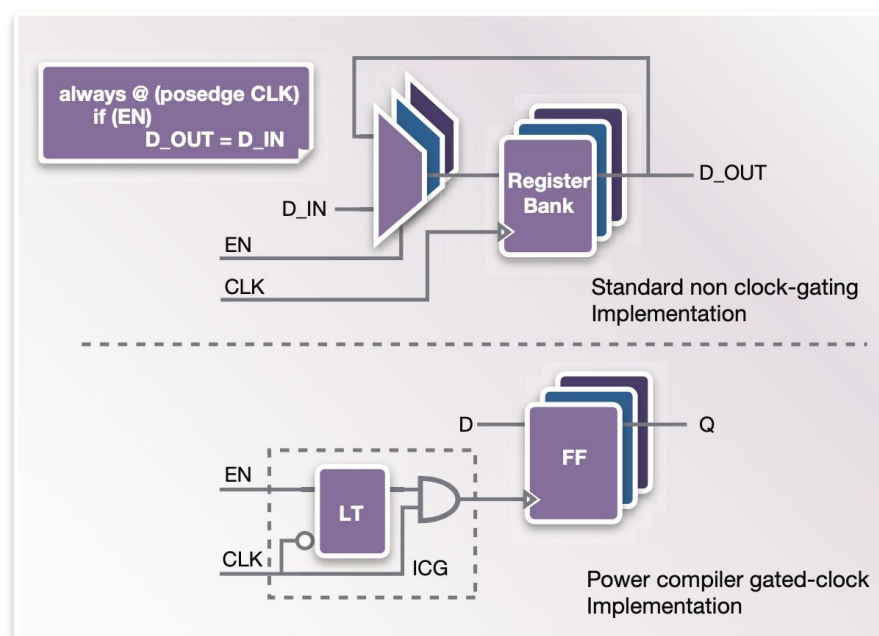 always @ (posedge CLK)
if (EN)
D_OUT = D_IN
D_IN
EN
CLK
Register
Bank
D_OUT
Standard non clock-gating
Implementation
D
FF
Q
EN
LT
CLK
ICG
Power compiler gated-clock
Implementation